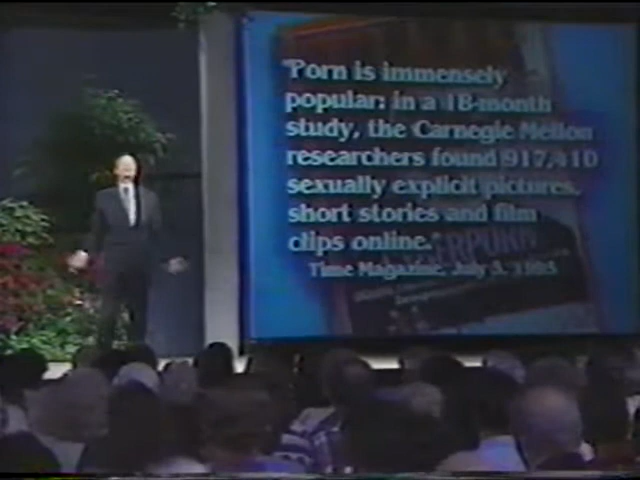 "Porn is immensely
popular: in a 18-month
study, the Carnegie Mellon
researchers found 917,410
sexually explicit pictures,
short stories and film
clips online."
Time Magazine, July 3, 1995
ERPORN